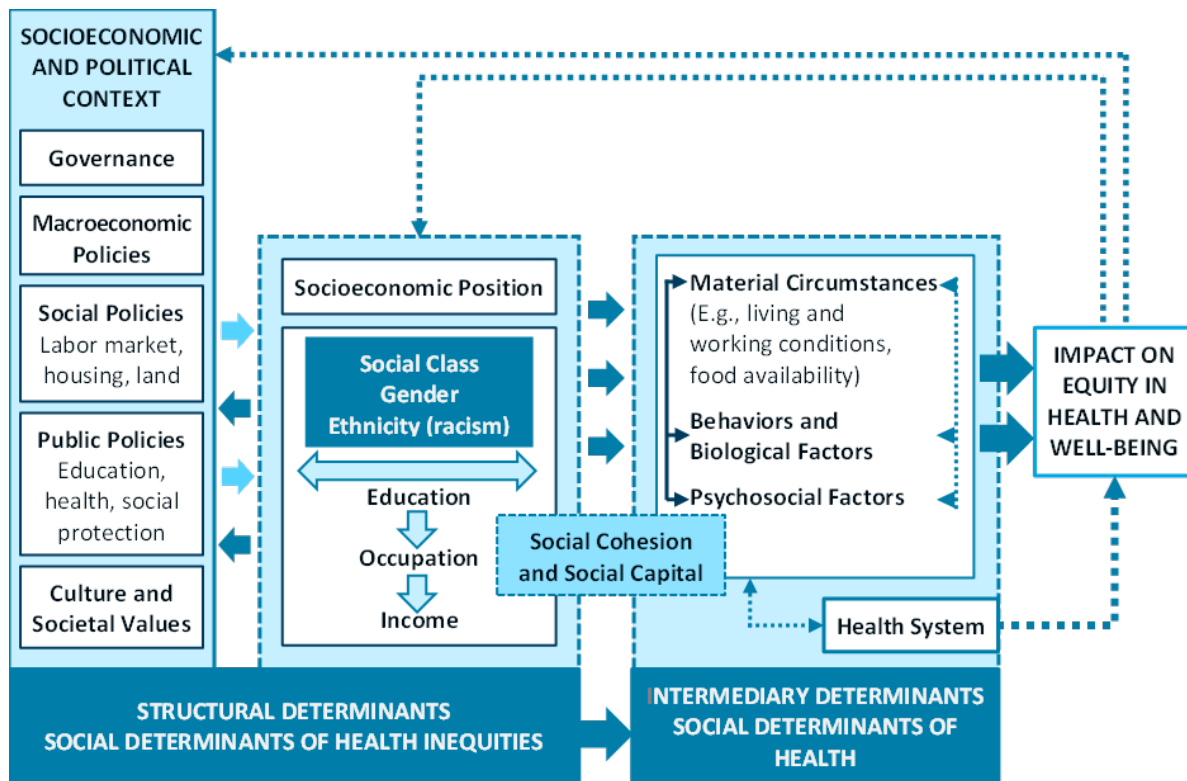 SOCIOECONOMIC
AND POLITICAL
CONTEXT
Governance
Macroeconomic
Policies
Social Policies
Labor market,
housing, land
Public Policies
Education,
health, social
protection
Culture and
Societal Values
Socioeconomic Position
Social Class
Gender
Ethnicity (racism)
Education
Occupation
Income
Social Cohesion
and Social Capital
Material Circumstances
(E.g., living and
working conditions,
food availability)
Behaviors and
Biological Factors
Psychosocial Factors
Health System
IMPACT ON
EQUITY IN
HEALTH AND
WELL-BEING
STRUCTURAL DETERMINANTS
SOCIAL DETERMINANTS OF HEALTH INEQUITIES
INTERMEDIARY DETERMINANTS
SOCIAL DETERMINANTS OF
HEALTH